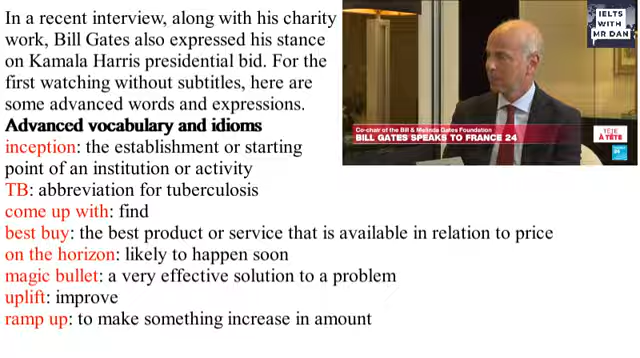 In a recent interview, along with his charity
work, Bill Gates also expressed his stance
on Kamala Harris presidential bid. For the
first watching without subtitles, here are
some advanced words and expressions.
Advanced vocabulary and idioms
inception: the establishment or starting
point of an institution or activity
TB: abbreviation for tuberculosis
come up with: find
best buy: the best product or service that is available in relation to price
on the horizon: likely to happen soon
magic bullet: a very effective solution to a problem
uplift: improve
ramp up: to make something increase in amount
IELTS
WITH
MR DAN
Co-chair of the Bill & Melinda Gates Foundation
BILL GATES SPEAKS TO FRANCE 24
TÊTE
À TÊTE
FRANCE
24